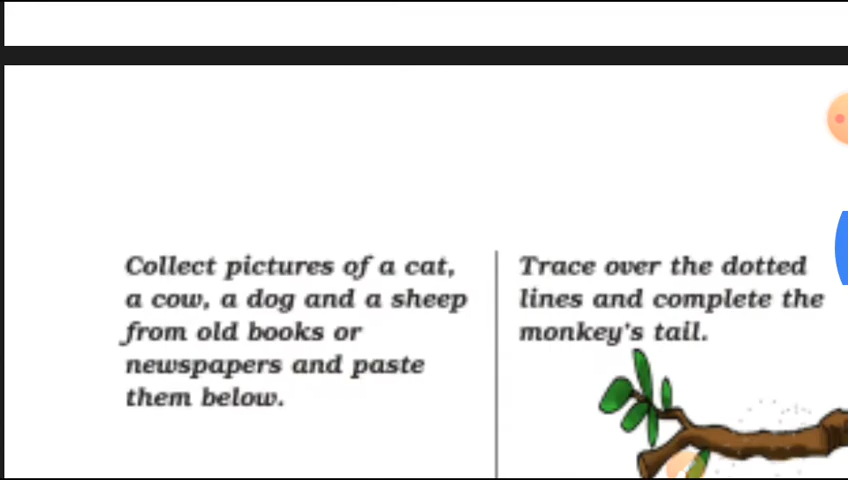 Collect pictures of a cat,
a cow, a dog and a sheep
from old books or
newspapers and paste
them below.
Trace over the dotted
lines and complete the
monkey's tail.